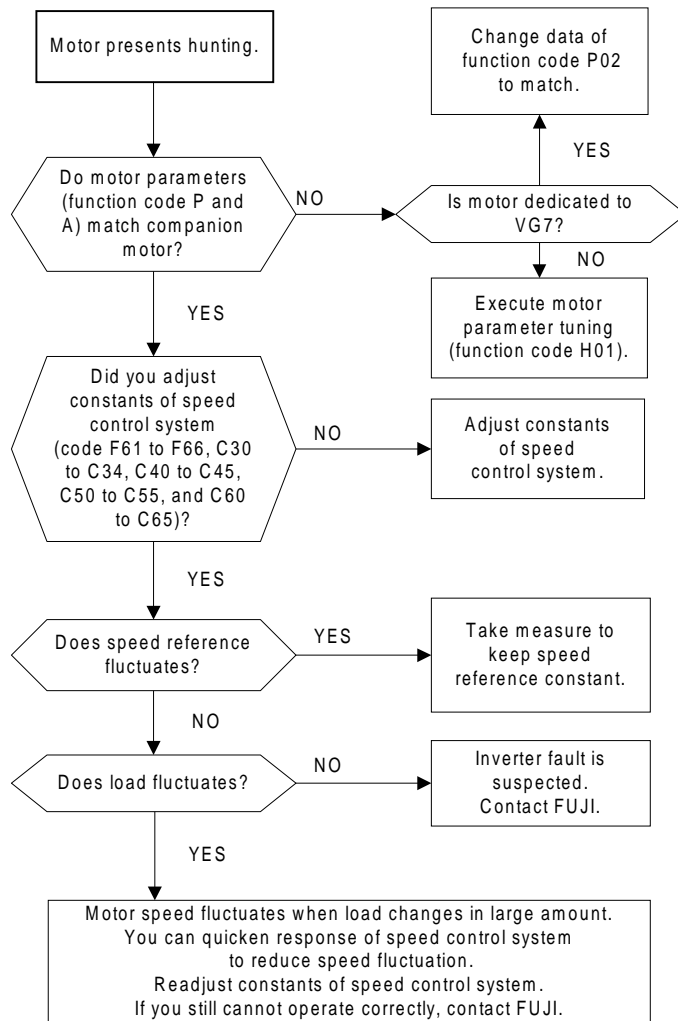 Motor presents hunting.
Change data of
function code P02
to match.
YES
Do motor parameters
(function code P and
A) match companion
motor?
NO
Is motor dedicated to
VG7?
NO
YES
Execute motor
parameter tuning
(function code H01).
Did you adjust
constants of speed
control system
(code F61 to F66, C30
to C34, C40 to C45,
C50 to C55, and C60
to C65)?
NO
Adjust constants
of speed
control system.
YES
Does speed reference
fluctuates?
YES
Take measure to
keep speed
reference constant.
NO
Does load fluctuates?
NO
Inverter fault is
suspected.
Contact FUJI.
YES
Motor speed fluctuates when load changes in large amount.
You can quicken response of speed control system
to reduce speed fluctuation.
Readjust constants of speed control system.
If you still cannot operate correctly, contact FUJI.